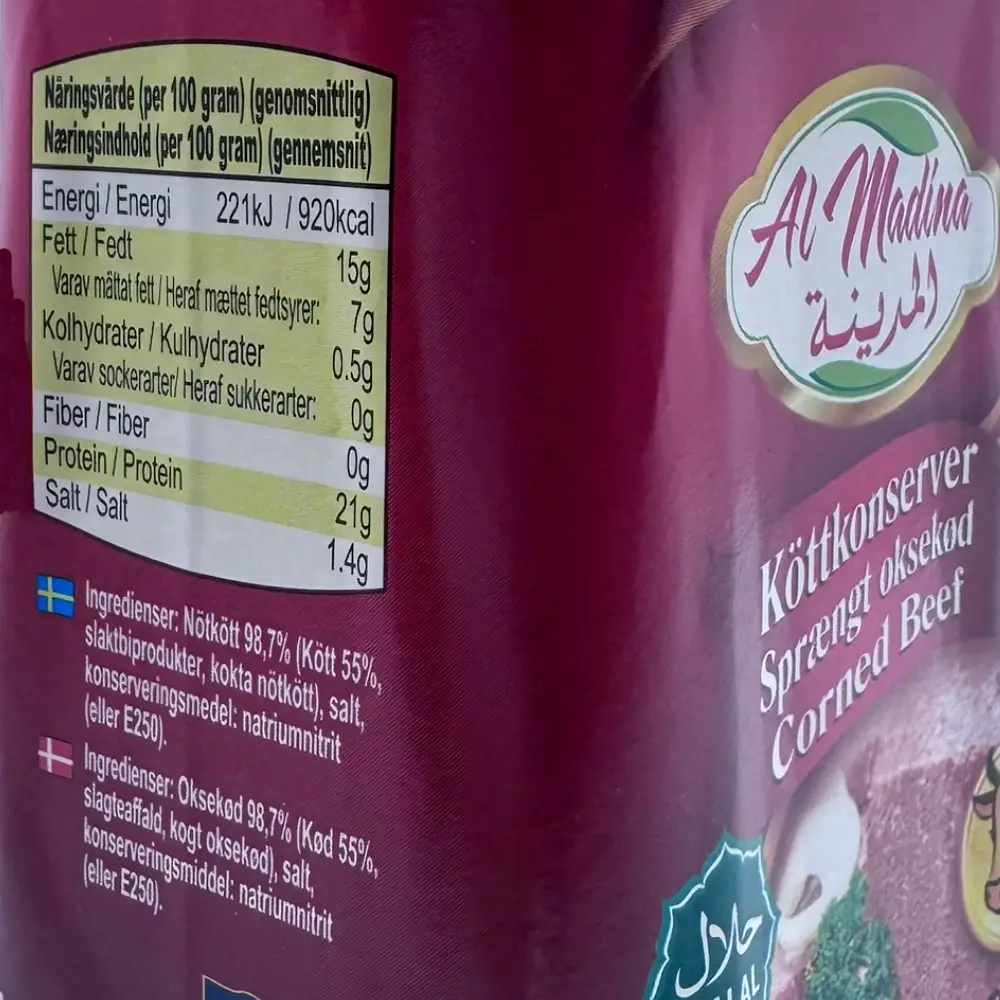 Näringsvärde (per 100 gram) (genomsnittlig)
Næringsindhold (per 100 gram) (gennemsnit)
Energi / Energi 221kJ / 920kcal
Fett / Fedt 15g
Varav mättat fett / Heraf mættet fedtsyrer: 7g
Kolhydrater / Kulhydrater 0.5g
Varav sockerarter/ Heraf sukkerarter: 0g
Fiber / Fiber 0g
Protein / Protein 21g
Salt / Salt 1.4g
Ingredienser: Nötkött 98,7% (Kött 55%,
slaktbiprodukter, kokta nötkött), salt,
konserveringsmedel: natriumnitrit
(eller E250).
Ingredienser: Oksekød 98,7% (Kød 55%,
slagteaffald, kogt oksekød), salt,
konserveringsmiddel: natriumnitrit
(eller E250).
Al Madina
المدينة
Köttkonserver
Sprængt oksekød
Corned Beef
حلال